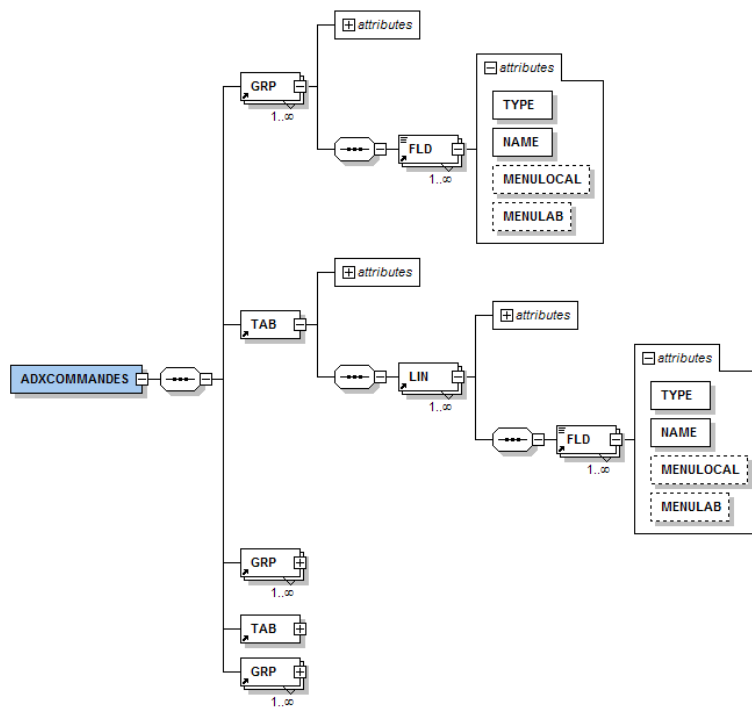 attributes
GRP
1..∞
attributes
TYPE
NAME
MENULOCAL
MENULAB
FLD
1..∞
attributes
TAB
attributes
LIN
1..∞
attributes
TYPE
NAME
MENULOCAL
MENULAB
FLD
1..∞
ADXCOMMANDES
GRP
1..∞
TAB
GRP
1..∞